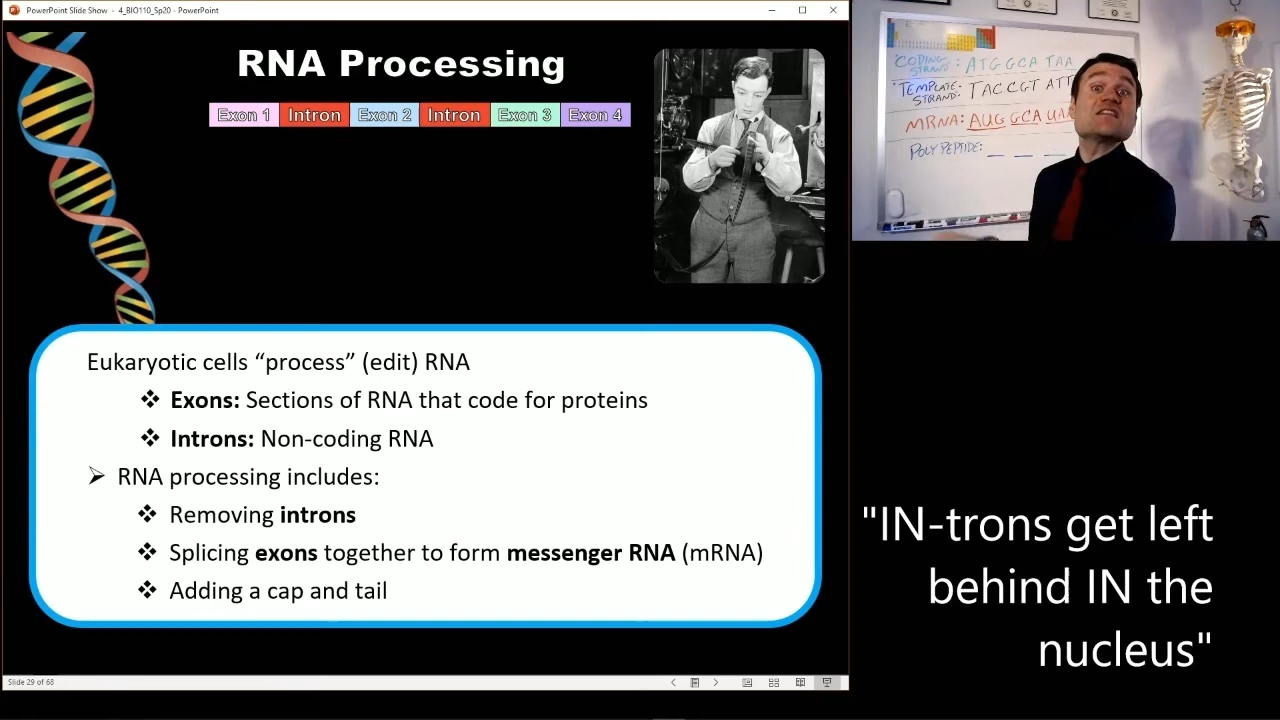 PowerPoint Slide Show - 4_BIO110_Sp20 - PowerPoint
RNA Processing
Exon 1 Intron Exon 2 Intron Exon 3 Exon 4
Eukaryotic cells “process” (edit) RNA
❖ Exons: Sections of RNA that code for proteins
❖ Introns: Non-coding RNA
➢ RNA processing includes:
❖ Removing introns
❖ Splicing exons together to form messenger RNA (mRNA)
❖ Adding a cap and tail
Slide 29 of 68
CODING STRAND: ATG GCA TAA
TEMPLATE STRAND: TAC CGT ATT
MRNA: AUG GCA UAA
POLYPEPTIDE: _ _ _
"IN-trons get left
behind IN the
nucleus"